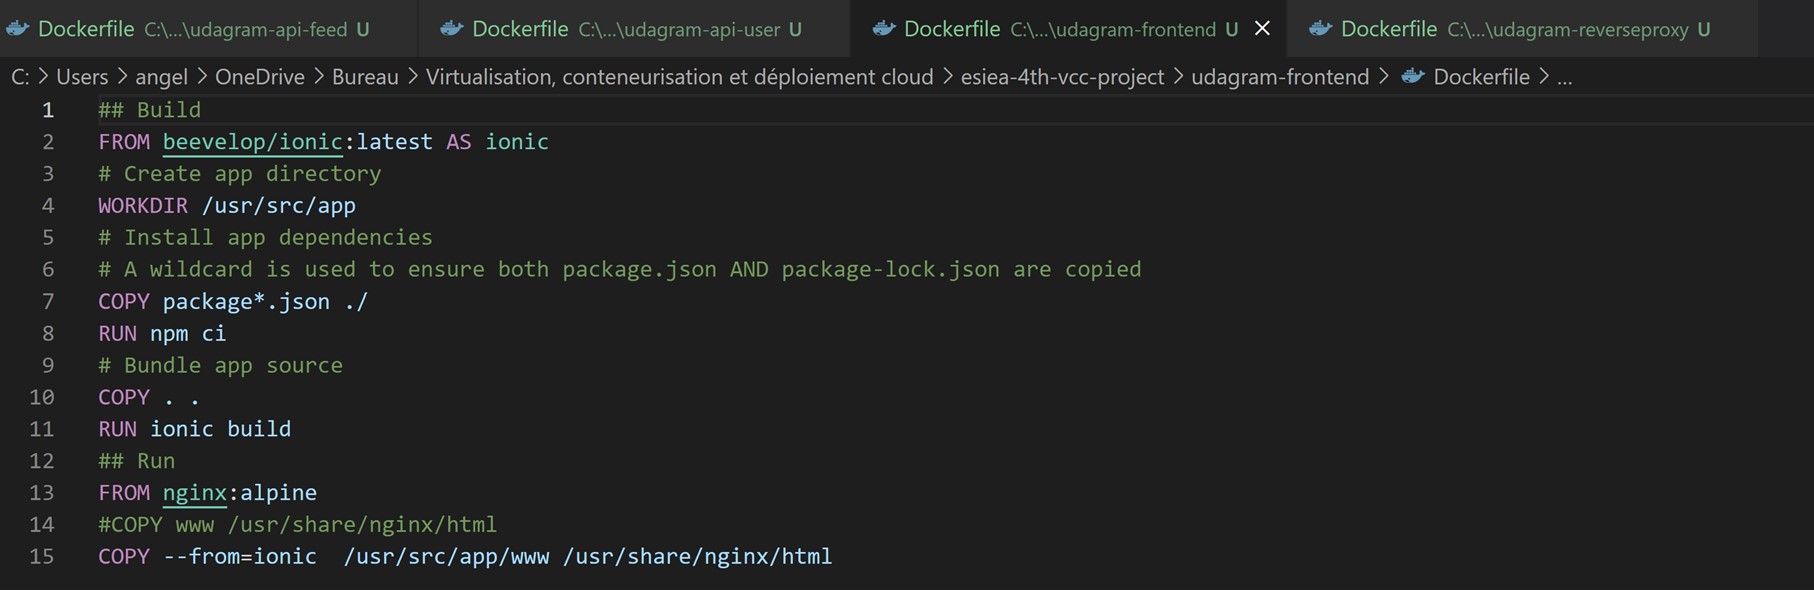 Dockerfile C:\...\udagram-api-feed U Dockerfile C:\...\udagram-api-user U Dockerfile C:\...\udagram-frontend U Dockerfile C:\...\udagram-reverseproxy U
C: > Users > angel > OneDrive > Bureau > Virtualisation, conteneurisation et déploiement cloud > esiea-4th-vcc-project > udagram-frontend > Dockerfile > ...
1 ## Build
2 FROM beevelop/ionic:latest AS ionic
3 # Create app directory
4 WORKDIR /usr/src/app
5 # Install app dependencies
6 # A wildcard is used to ensure both package.json AND package-lock.json are copied
7 COPY package*.json ./
8 RUN npm ci
9 # Bundle app source
10 COPY . .
11 RUN ionic build
12 ## Run
13 FROM nginx:alpine
14 #COPY www /usr/share/nginx/html
15 COPY --from=ionic  /usr/src/app/www /usr/share/nginx/html